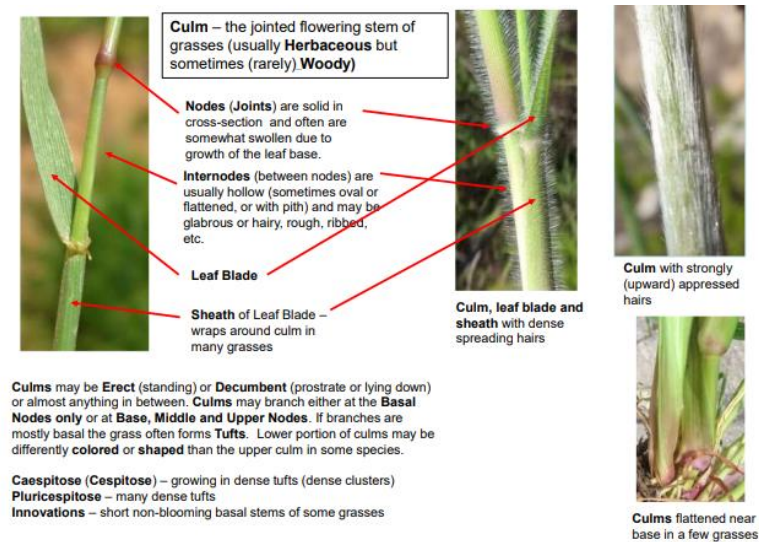 Culm – the jointed flowering stem of
grasses (usually Herbaceous but
sometimes (rarely) Woody)
Nodes (Joints) are solid in
cross-section and often are
somewhat swollen due to
growth of the leaf base.
Internodes (between nodes) are
usually hollow (sometimes oval or
flattened, or with pith) and may be
glabrous or hairy, rough, ribbed,
etc.
Leaf Blade
Sheath of Leaf Blade –
wraps around culm in
many grasses
Culm, leaf blade and
sheath with dense
spreading hairs
Culm with strongly
(upward) appressed
hairs
Culms may be Erect (standing) or Decumbent (prostrate or lying down)
or almost anything in between. Culms may branch either at the Basal
Nodes only or at Base, Middle and Upper Nodes. If branches are
mostly basal the grass often forms Tufts. Lower portion of culms may be
differently colored or shaped than the upper culm in some species.
Caespitose (Cespitose) – growing in dense tufts (dense clusters)
Pluricespitose – many dense tufts
Innovations – short non-blooming basal stems of some grasses
Culms flattened near
base in a few grasses